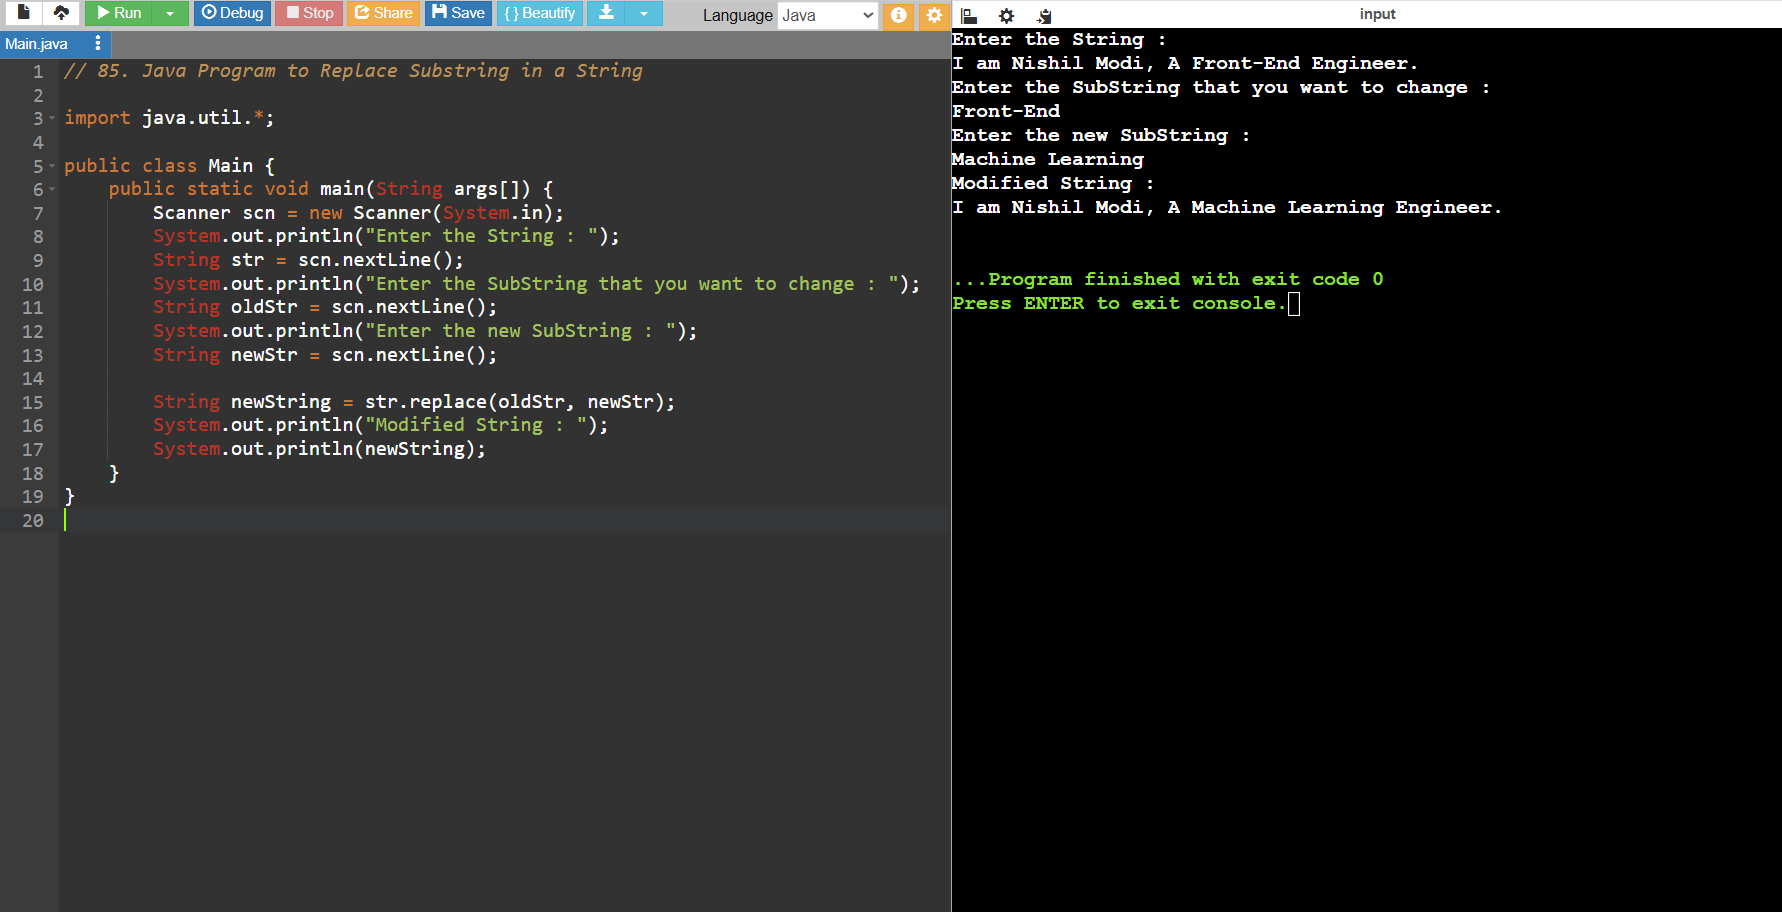 Run Debug Stop Share Save { } Beautify Language Java
Main.java
1 // 85. Java Program to Replace Substring in a String
2
3 import java.util.*;
4
5 public class Main {
6     public static void main(String args[]) {
7         Scanner scn = new Scanner(System.in);
8         System.out.println("Enter the String : ");
9         String str = scn.nextLine();
10         System.out.println("Enter the SubString that you want to change : ");
11         String oldStr = scn.nextLine();
12         System.out.println("Enter the new SubString : ");
13         String newStr = scn.nextLine();
14
15         String newString = str.replace(oldStr, newStr);
16         System.out.println("Modified String : ");
17         System.out.println(newString);
18     }
19 }
20
input
Enter the String :
I am Nishil Modi, A Front-End Engineer.
Enter the SubString that you want to change :
Front-End
Enter the new SubString :
Machine Learning
Modified String :
I am Nishil Modi, A Machine Learning Engineer.
...Program finished with exit code 0
Press ENTER to exit console.